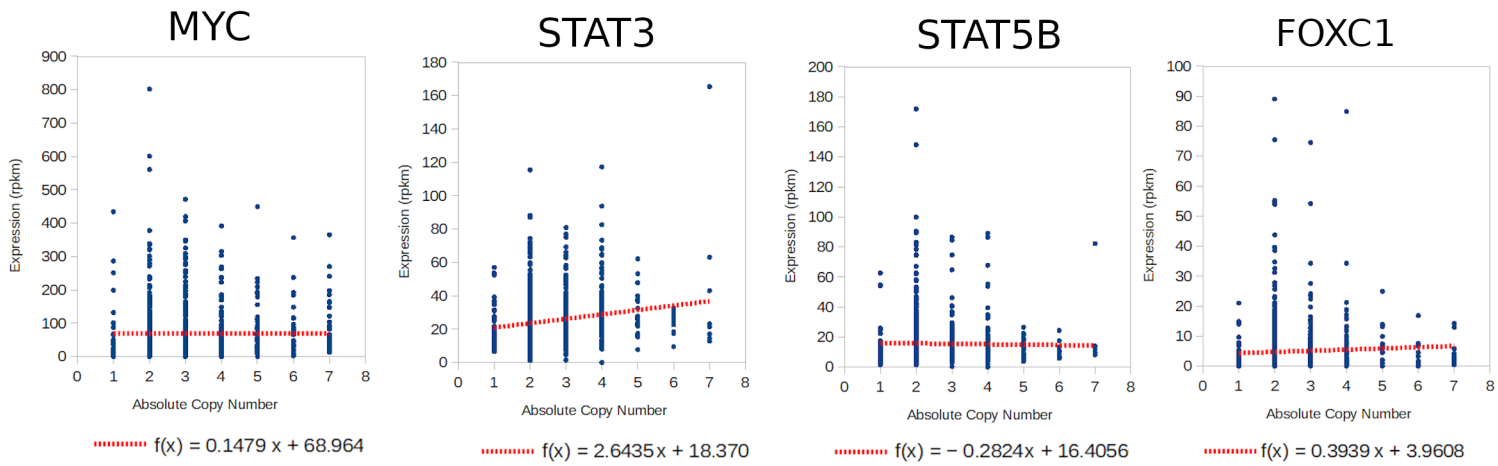 MYC
900
800
700
600
500
400
300
200
100
0
0 1 2 3 4 5 6 7 8
Expression (rpkm)
Absolute Copy Number
f(x) = 0.1479 x + 68.964
STAT3
180
160
140
120
100
80
60
40
20
0
0 1 2 3 4 5 6 7 8
Expression (rpkm)
Absolute Copy Number
f(x) = 2.6435 x + 18.370
STAT5B
200
180
160
140
120
100
80
60
40
20
0
0 1 2 3 4 5 6 7 8
Expression (rpkm)
Absolute Copy Number
f(x) = − 0.2824 x + 16.4056
FOXC1
100
90
80
70
60
50
40
30
20
10
0
0 1 2 3 4 5 6 7 8
Expression (rpkm)
Absolute Copy Number
f(x) = 0.3939 x + 3.9608